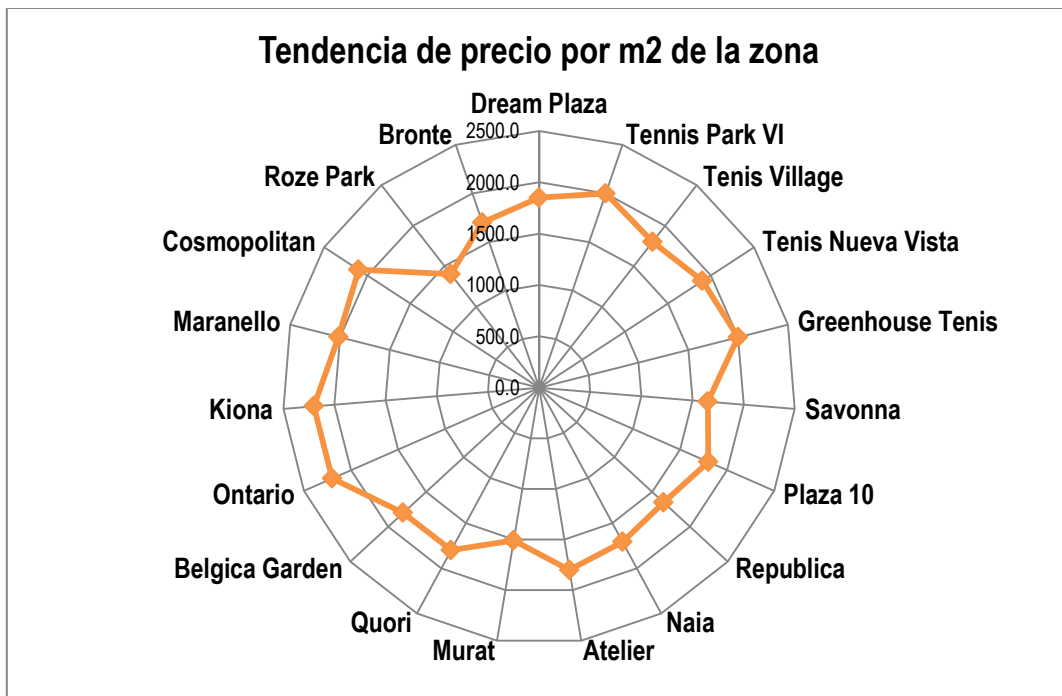 Tendencia de precio por m2 de la zona
Dream Plaza
Tennis Park VI
Tenis Village
Tenis Nueva Vista
Greenhouse Tenis
Savonna
Plaza 10
Republica
Naia
Atelier
Murat
Quori
Belgica Garden
Ontario
Kiona
Maranello
Cosmopolitan
Roze Park
Bronte
2500.0
2000.0
1500.0
1000.0
500.0
0.0